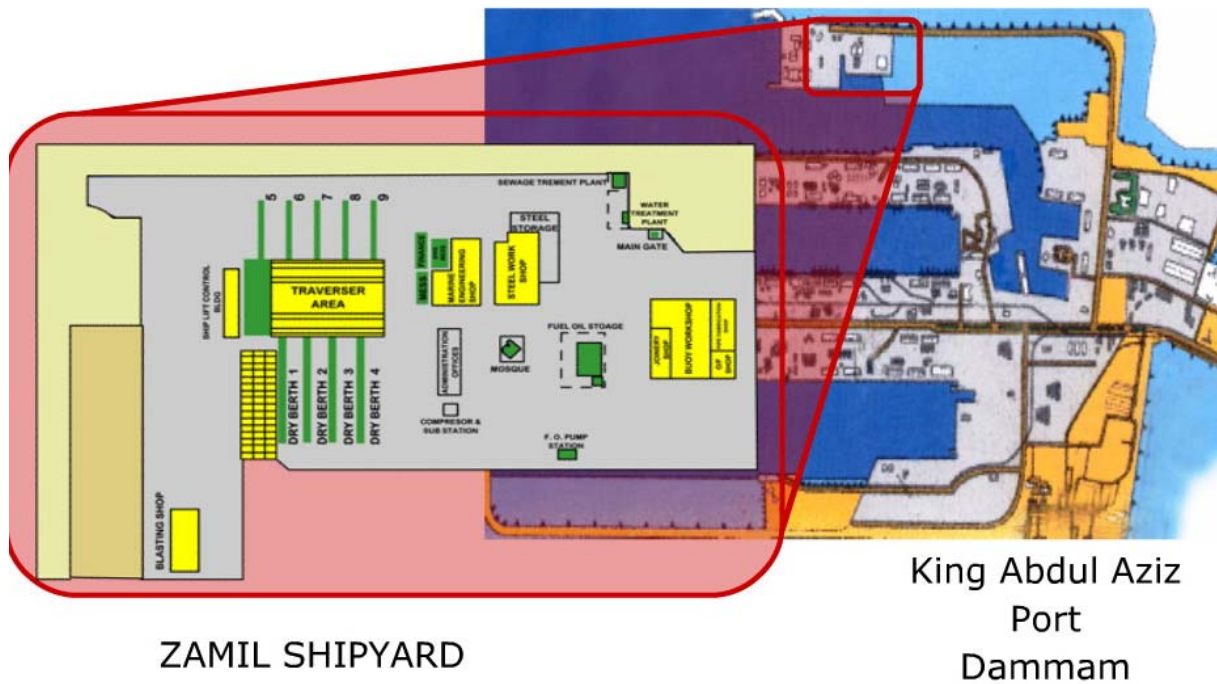 SEWAGE TREMENT PLANT
5
6
7
8
9
STEEL
STORAGE
WATER
TREATMENT
PLANT
MAIN GATE
FINANCE
MESS
MARINE
ENGINEERING
SHOP
STEEL WORK
SHOP
SHIP LIFT CONTROL
BLDG
TRAVERSER
AREA
FUEL OIL STOAGE
JOINERY
SHOP
BUOY WORKSHOP
SHOP
ADMINISTRATION
OFFICES
MOSQUE
DRY BERTH 1
DRY BERTH 2
DRY BERTH 3
DRY BERTH 4
COMPRESOR &
SUB STATION
F. O. PUMP
STATION
BLASTING SHOP
King Abdul Aziz
Port
Dammam
ZAMIL SHIPYARD